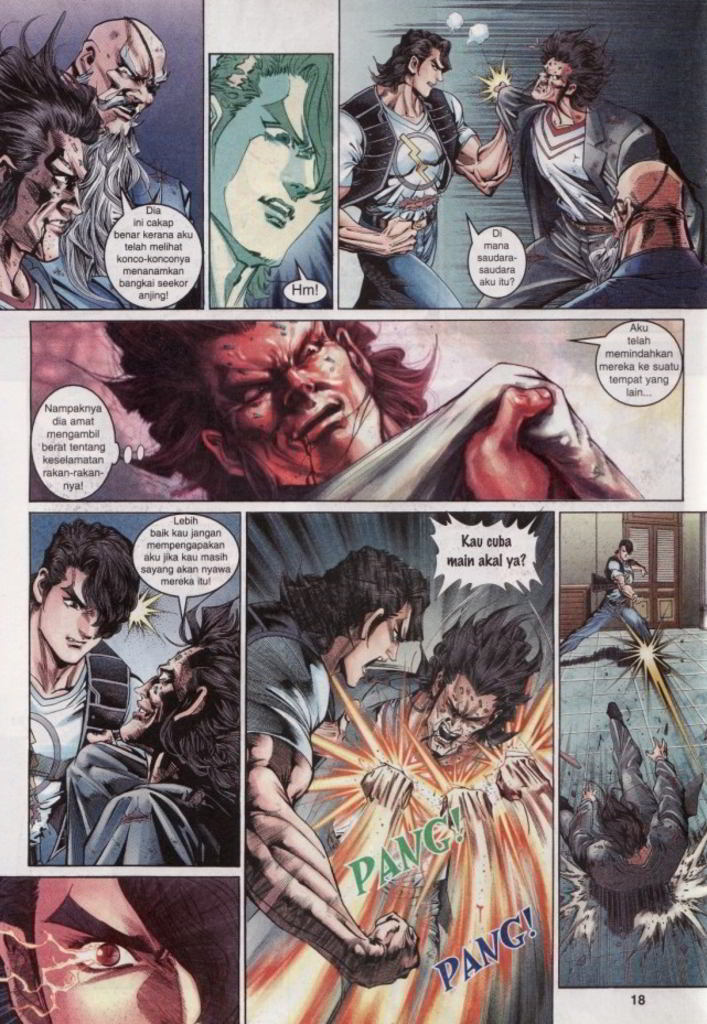 Dia
ini cakap
benar kerana aku
telah melihat
konco-konconya
menanamkan
bangkai seekor
anjing!
Hm!
Di
mana
saudara-
saudara
aku itu?
Nampaknya
dia amat
mengambil
berat tentang
keselamatan
rakan-rakan-
nya!
Aku
telah
memindahkan
mereka ke suatu
tempat yang
lain...
Lebih
baik kau jangan
mempengapakan
aku jika kau masih
sayang akan nyawa
mereka itu!
Kau cuba
main akal ya?
PANG!
PANG!
18